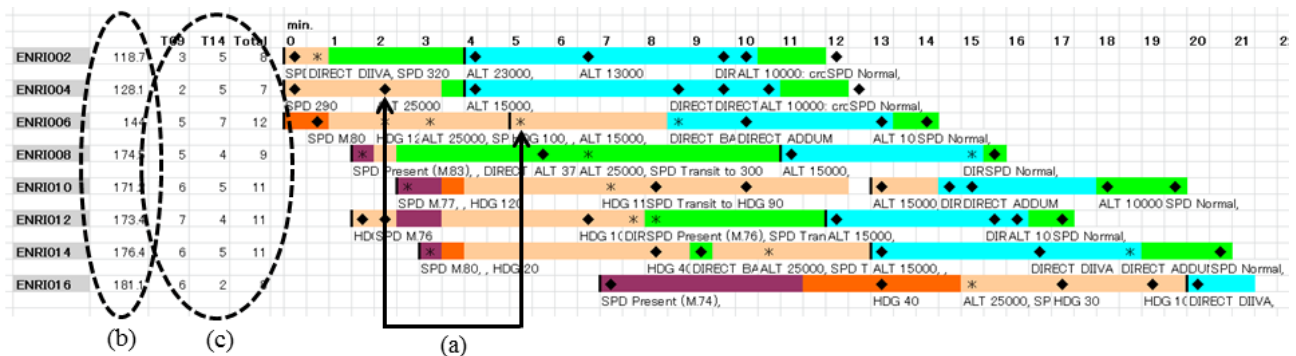 min.
T09 T14 Total 0 1 2 3 4 5 6 7 8 9 10 11 12 13 14 15 16 17 18 19 20 21 22 23
ENRI002 118.7 3 5 8
DIRECT DIIVA, SPD 320 ALT 23000, ALT 13000 ALT 10000: crc SPD Normal,
ENRI004 128.1 2 5 7
SPD 290 ALT 25000 ALT 15000, DIRECT DIRECT ALT 10000: crc SPD Normal,
ENRI006 144 5 7 12
SPD M.80 HDG 12 ALT 25000, SP HDG 100, , ALT 15000, DIRECT BA DIRECT ADDUM ALT 10 SPD Normal,
ENRI008 174. 5 4 9
SPD Present (M.83), , DIRECT ALT 37 ALT 25000, SPD Transit to 300 ALT 15000, DIR SPD Normal,
ENRI010 171. 6 5 11
SPD M.77, , HDG 120 HDG 11 SPD Transit to HDG 90 ALT 15000, DIR DIRECT ADDUM ALT 10000 SPD Normal,
ENRI012 173.4 7 4 11
SPD M.76 HDG 10 DIR SPD Present (M.76), SPD Tran ALT 15000, DIR ALT 10 SPD Normal,
ENRI014 176.4 6 5 11
SPD M.80, , HDG 20 HDG 40 DIRECT BA ALT 25000, SPD T ALT 15000, , DIRECT DIIVA DIRECT ADDU SPD Normal,
ENRI016 181.1 6 2
SPD Present (M.74), HDG 40 ALT 25000, SP HDG 30 HDG 10 DIRECT DIIVA,
(b) (c) (a)